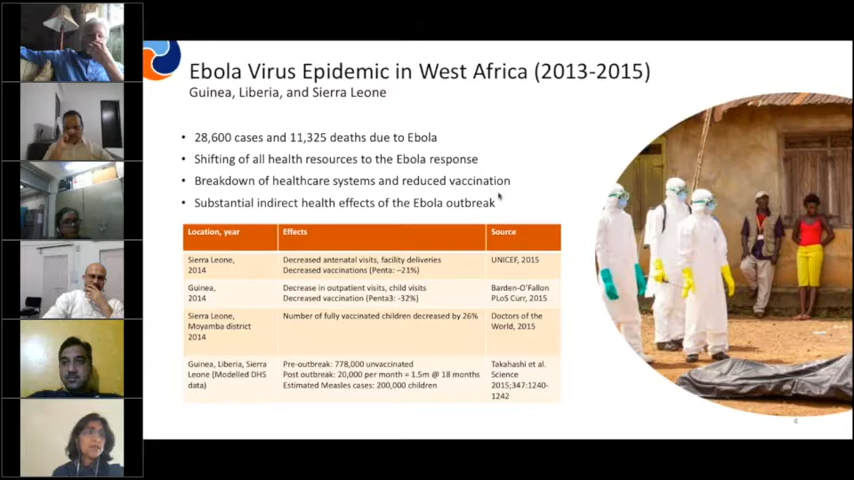 Ebola Virus Epidemic in West Africa (2013-2015)
Guinea, Liberia, and Sierra Leone
• 28,600 cases and 11,325 deaths due to Ebola
• Shifting of all health resources to the Ebola response
• Breakdown of healthcare systems and reduced vaccination
• Substantial indirect health effects of the Ebola outbreak
Location, year Effects Source
Sierra Leone, Decreased antenatal visits, facility deliveries UNICEF, 2015
2014 Decreased vaccinations (Penta: –21%)
Guinea, Decrease in outpatient visits, child visits Barden-O'Fallon
2014 Decreased vaccination (Penta3: -32%) PLoS Curr, 2015
Sierra Leone, Number of fully vaccinated children decreased by 26% Doctors of the
Moyamba district World, 2015
2014
Guinea, Liberia, Sierra Pre-outbreak: 778,000 unvaccinated Takahashi et al.
Leone (Modelled DHS Post outbreak: 20,000 per month = 1.5m @ 18 months Science
data) Estimated Measles cases: 200,000 children 2015;347:1240-
1242
4